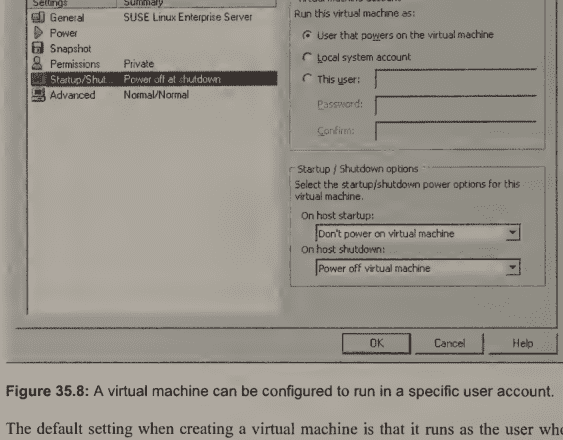 Settings Summary
General SUSE Linux Enterprise Server
Power
Snapshot
Permissions Private
Startup/Shut... Power off at shutdown
Advanced Normal/Normal
Virtual machine account
Run this virtual machine as:
User that powers on the virtual machine
Local system account
This user:
Password:
Confirm:
Startup / Shutdown options
Select the startup/shutdown power options for this
virtual machine.
On host startup:
Don't power on virtual machine
On host shutdown:
Power off virtual machine
OK Cancel Help
Figure 35.8: A virtual machine can be configured to run in a specific user account.
The default setting when creating a virtual machine is that it runs as the user who